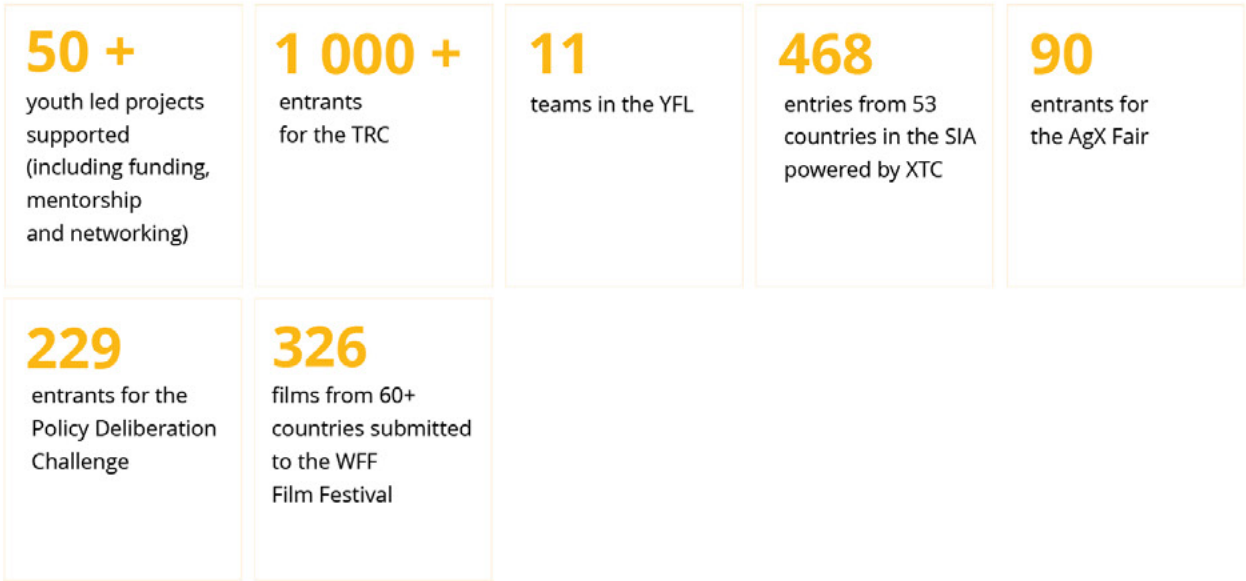 50 +
youth led projects
supported
(including funding,
mentorship
and networking)
1 000 +
entrants
for the TRC
11
teams in the YFL
468
entries from 53
countries in the SIA
powered by XTC
90
entrants for
the AgX Fair
229
entrants for the
Policy Deliberation
Challenge
326
films from 60+
countries submitted
to the WFF
Film Festival